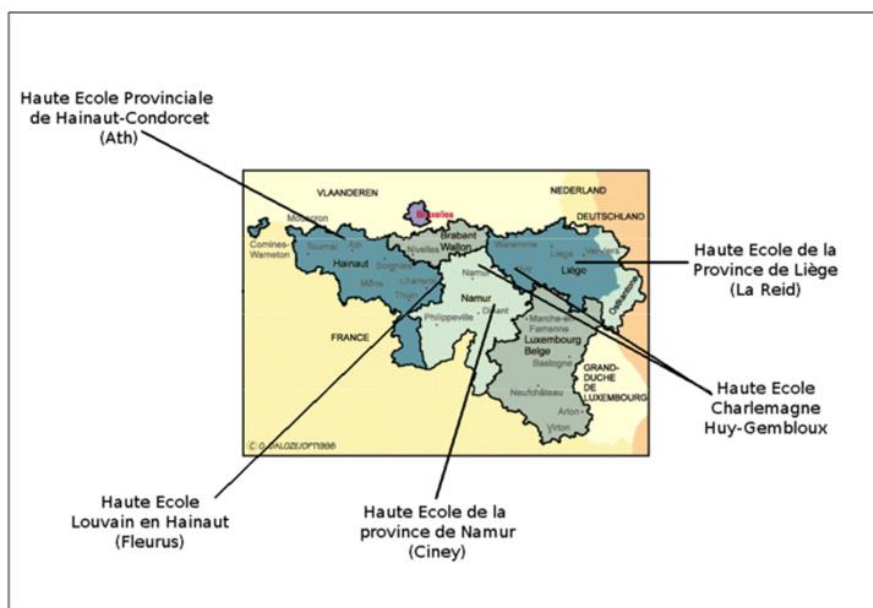 Haute Ecole Provinciale
de Hainaut-Condorcet
(Ath)
VLAANDEREN
NEDERLAND
Bruxelles
DEUTSCHLAND
Mouscron
Comines-
Warneton
Tournai
Ath
Brabant
Wallon
Nivelles
Waremme
Liège
Verviers
Hainaut
Soignies
Huy
Liège
Mons
Charleroi
Namur
Thuin
Namur
Ostkantone
Philippeville
Dinant
Marche-en-
Famenne
FRANCE
Luxembourg
Belge
Bastogne
GRAND-
DUCHE
DE
LUXEMBOURG
Neufchâteau
Arlon
Virton
Haute Ecole de la
Province de Liège
(La Reid)
Haute Ecole
Charlemagne
Huy-Gembloux
Haute Ecole
Louvain en Hainaut
(Fleurus)
Haute Ecole de la
province de Namur
(Ciney)